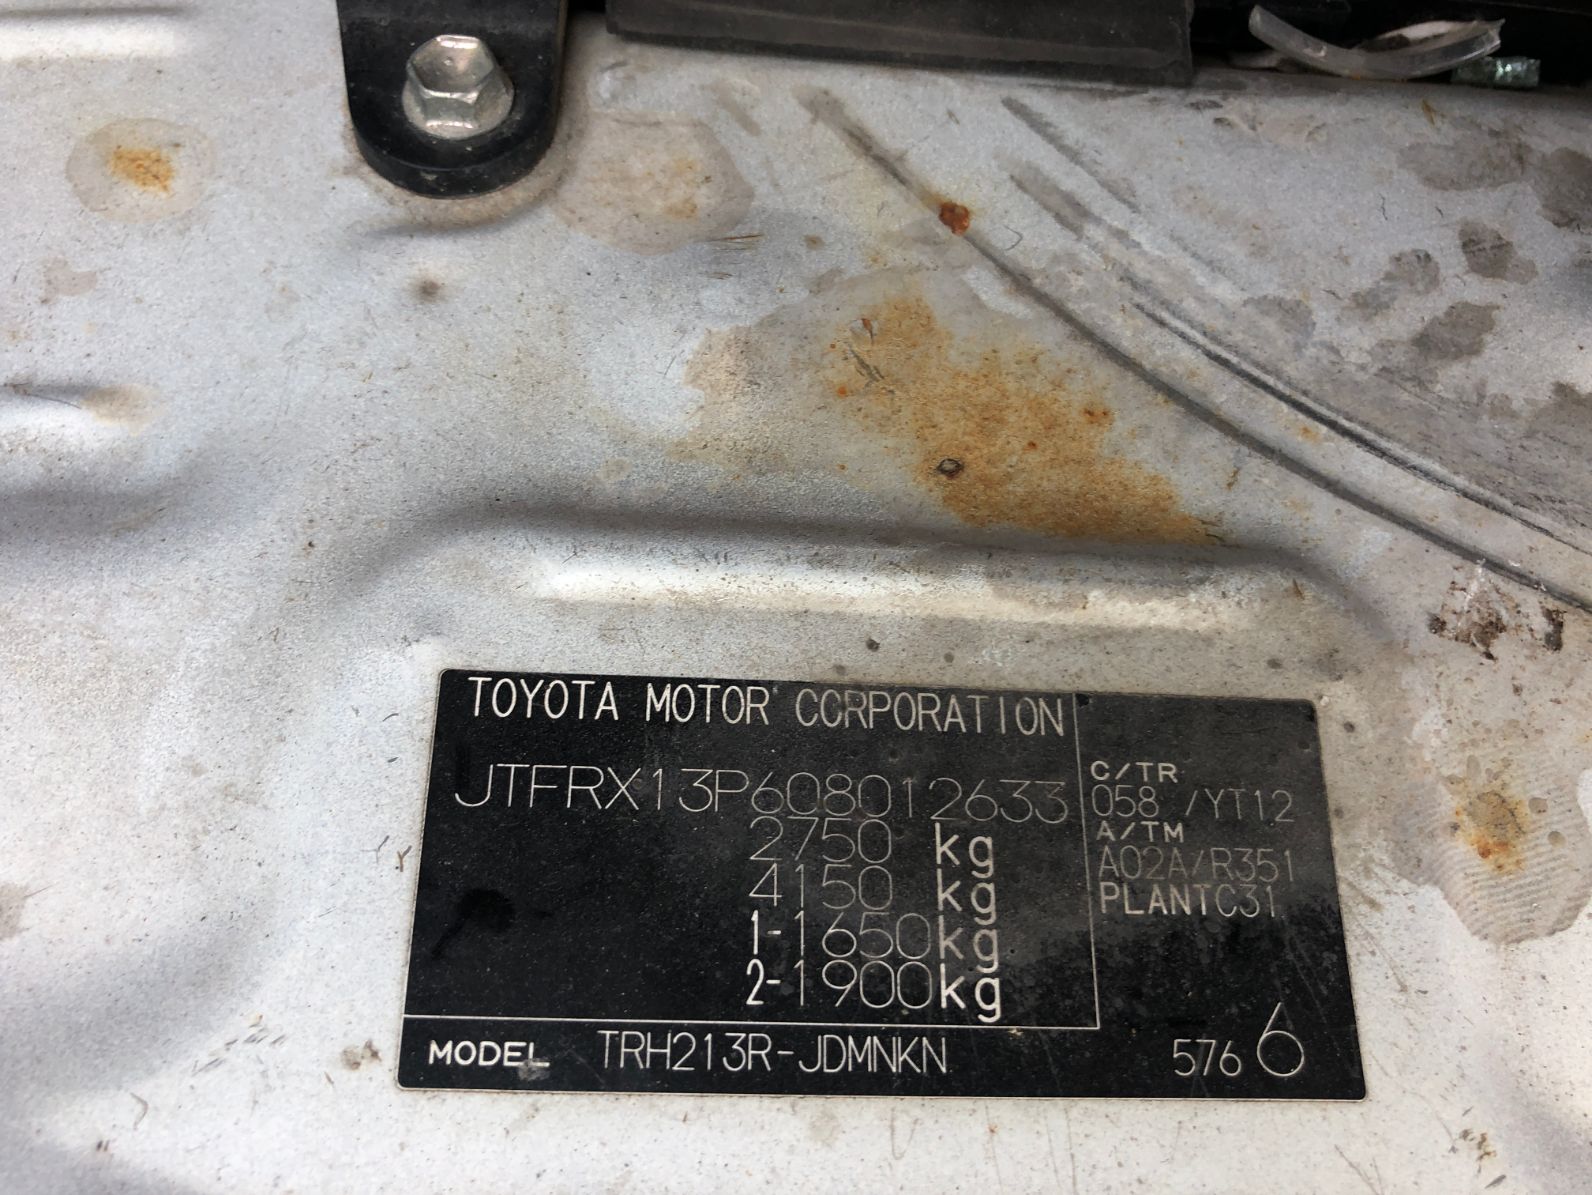 TOYOTA MOTOR CORPORATION
JTFRX13P608012633
2750 kg
4150 kg
1-1650kg
2-1900kg
C/TR
058 /YT12
A/TM
A02A/R351
PLANTC31
MODEL TRH213R-JDMNKN
576 6